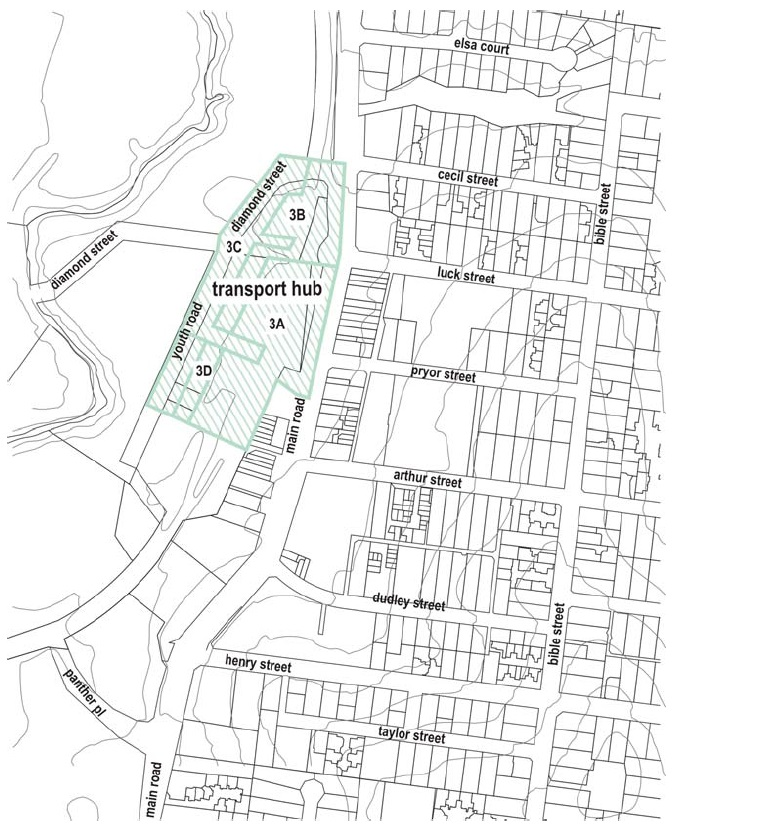 elsa court
cecil street
diamond street
bible street
3B
3C
diamond street
luck street
transport hub
youth road
3A
3D
pryor street
main road
arthur street
dudley street
bible street
henry street
panther pl
taylor street
main road